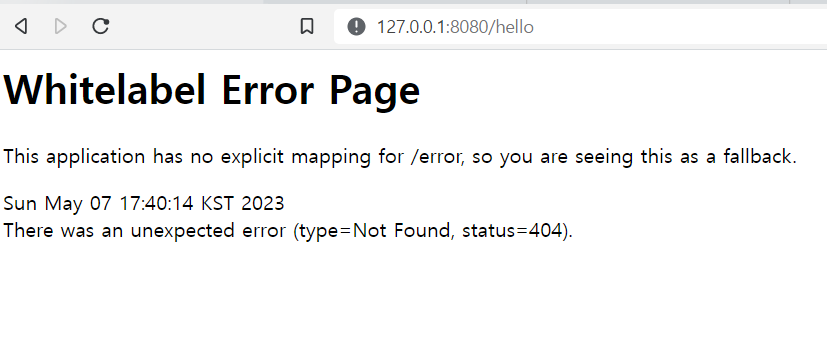 127.0.0.1:8080/hello
Whitelabel Error Page
This application has no explicit mapping for /error, so you are seeing this as a fallback.
Sun May 07 17:40:14 KST 2023
There was an unexpected error (type=Not Found, status=404).